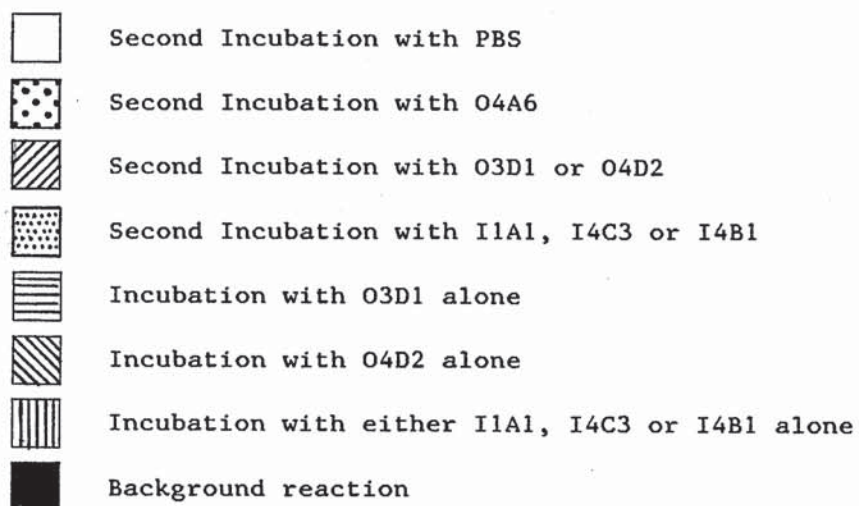 Second Incubation with PBS
Second Incubation with O4A6
Second Incubation with O3D1 or O4D2
Second Incubation with I1A1, I4C3 or I4B1
Incubation with O3D1 alone
Incubation with O4D2 alone
Incubation with either I1A1, I4C3 or I4B1 alone
Background reaction